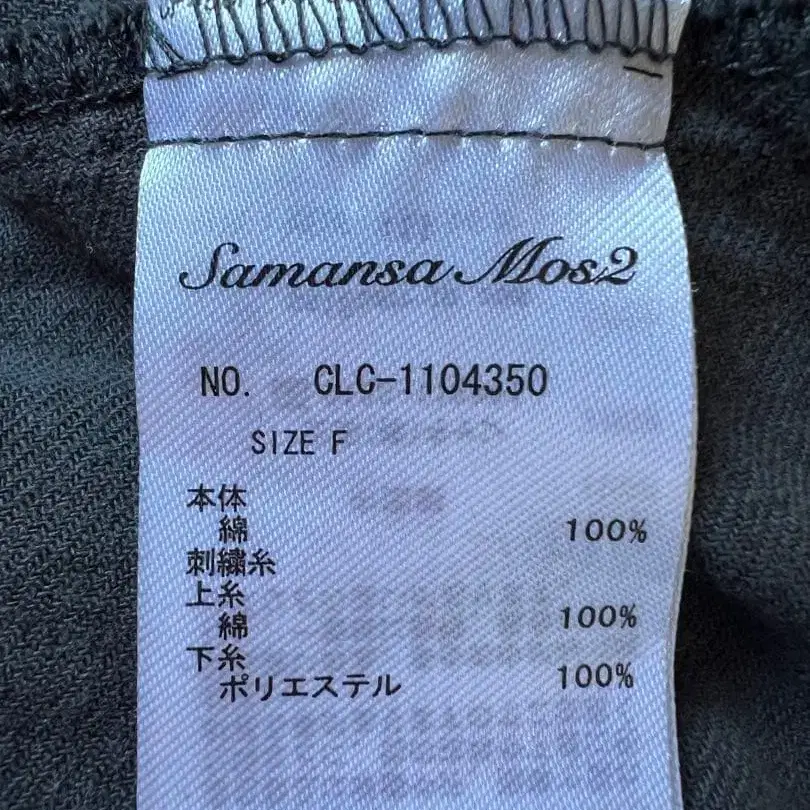 Samansa Mos2
NO. CLC-1104350
SIZE F
本体
綿 100%
刺繍糸
上糸
綿 100%
下糸
ポリエステル 100%